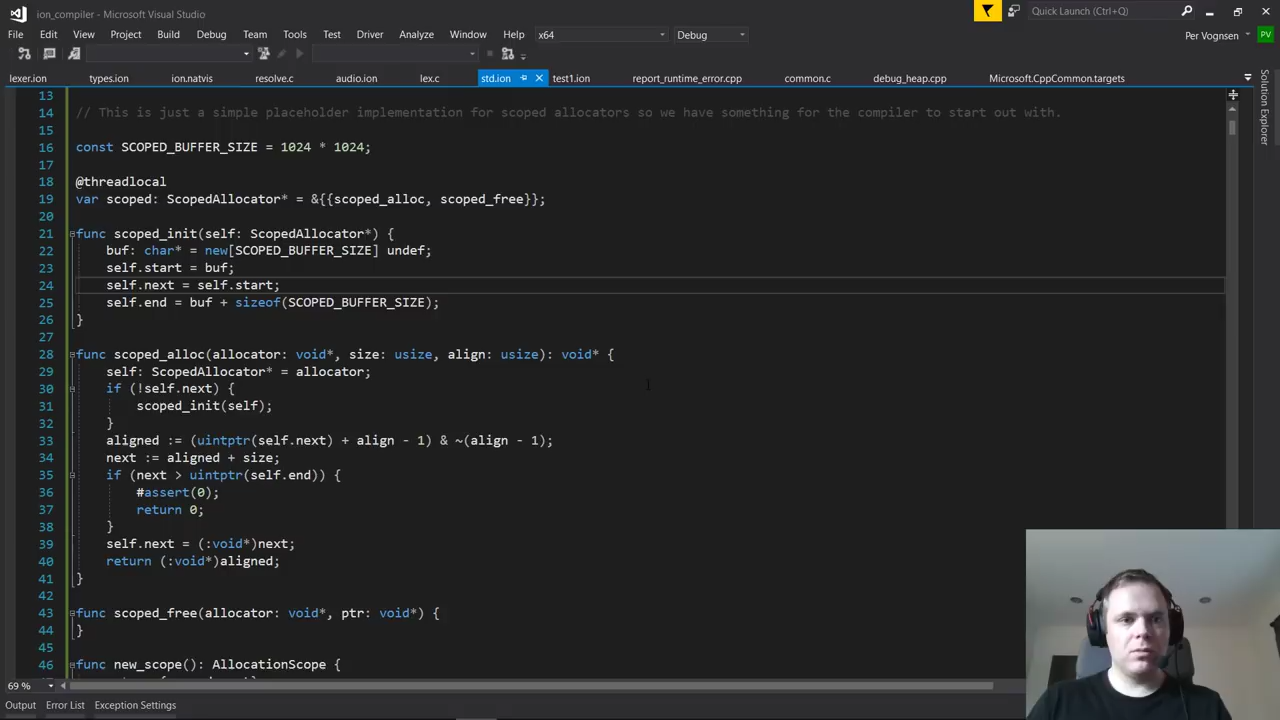 ion_compiler - Microsoft Visual Studio
Quick Launch (Ctrl+Q)
File Edit View Project Build Debug Team Tools Test Driver Analyze Window Help x64 Debug Per Vognsen PV
lexer.ion types.ion ion.natvis resolve.c audio.ion lex.c std.ion test1.ion report_runtime_error.cpp common.c debug_heap.cpp Microsoft.CppCommon.targets
Solution Explorer
13
14 // This is just a simple placeholder implementation for scoped allocators so we have something for the compiler to start out with.
15
16 const SCOPED_BUFFER_SIZE = 1024 * 1024;
17
18 @threadlocal
19 var scoped: ScopedAllocator* = &{{scoped_alloc, scoped_free}};
20
21 func scoped_init(self: ScopedAllocator*) {
22 buf: char* = new[SCOPED_BUFFER_SIZE] undef;
23 self.start = buf;
24 self.next = self.start;
25 self.end = buf + sizeof(SCOPED_BUFFER_SIZE);
26 }
27
28 func scoped_alloc(allocator: void*, size: usize, align: usize): void* {
29 self: ScopedAllocator* = allocator;
30 if (!self.next) {
31 scoped_init(self);
32 }
33 aligned := (uintptr(self.next) + align - 1) & ~(align - 1);
34 next := aligned + size;
35 if (next > uintptr(self.end)) {
36 #assert(0);
37 return 0;
38 }
39 self.next = (:void*)next;
40 return (:void*)aligned;
41 }
42
43 func scoped_free(allocator: void*, ptr: void*) {
44 }
45
46 func new_scope(): AllocationScope {
69 %
Output Error List Exception Settings